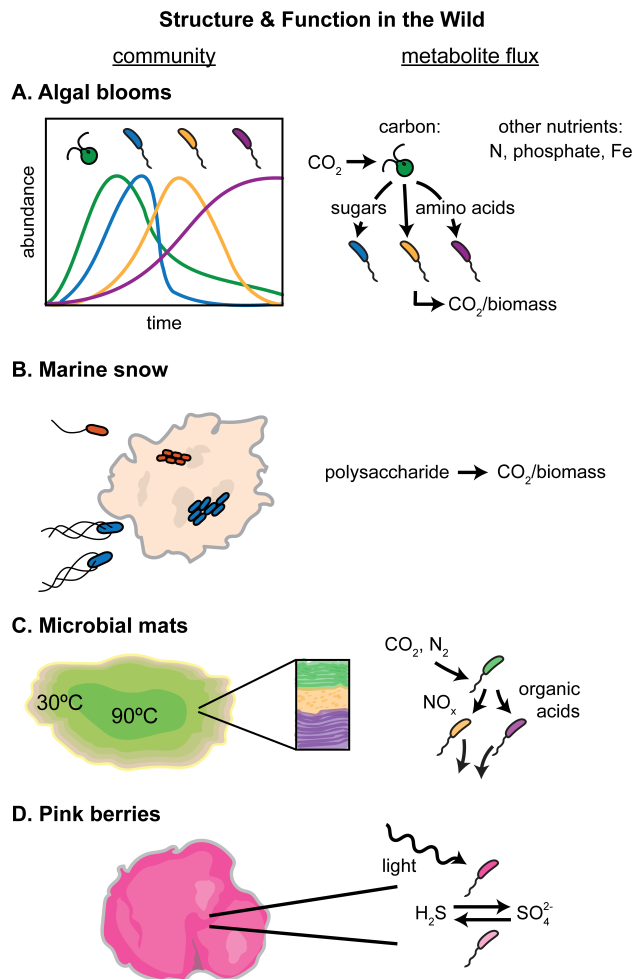 Structure & Function in the Wild
community
metabolite flux
A. Algal blooms
abundance
time
carbon:
other nutrients:
N, phosphate, Fe
CO₂
sugars
amino acids
CO₂/biomass
B. Marine snow
polysaccharide
CO₂/biomass
C. Microbial mats
30ºC
90ºC
CO₂, N₂
NOₓ
organic
acids
D. Pink berries
light
H₂S
SO₄²⁻